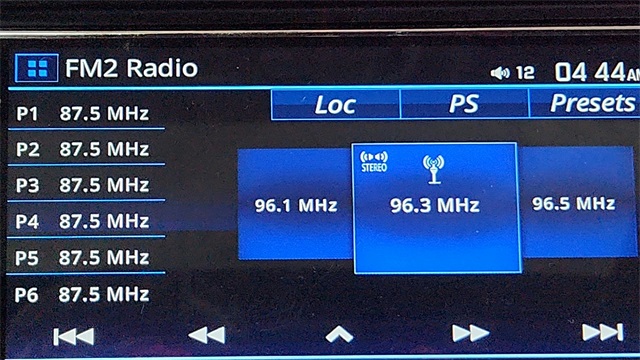 FM2 Radio
12 04 44AM
Loc PS Presets
P1 87.5 MHz
P2 87.5 MHz
P3 87.5 MHz
P4 87.5 MHz
P5 87.5 MHz
P6 87.5 MHz
STEREO
96.1 MHz 96.3 MHz 96.5 MHz